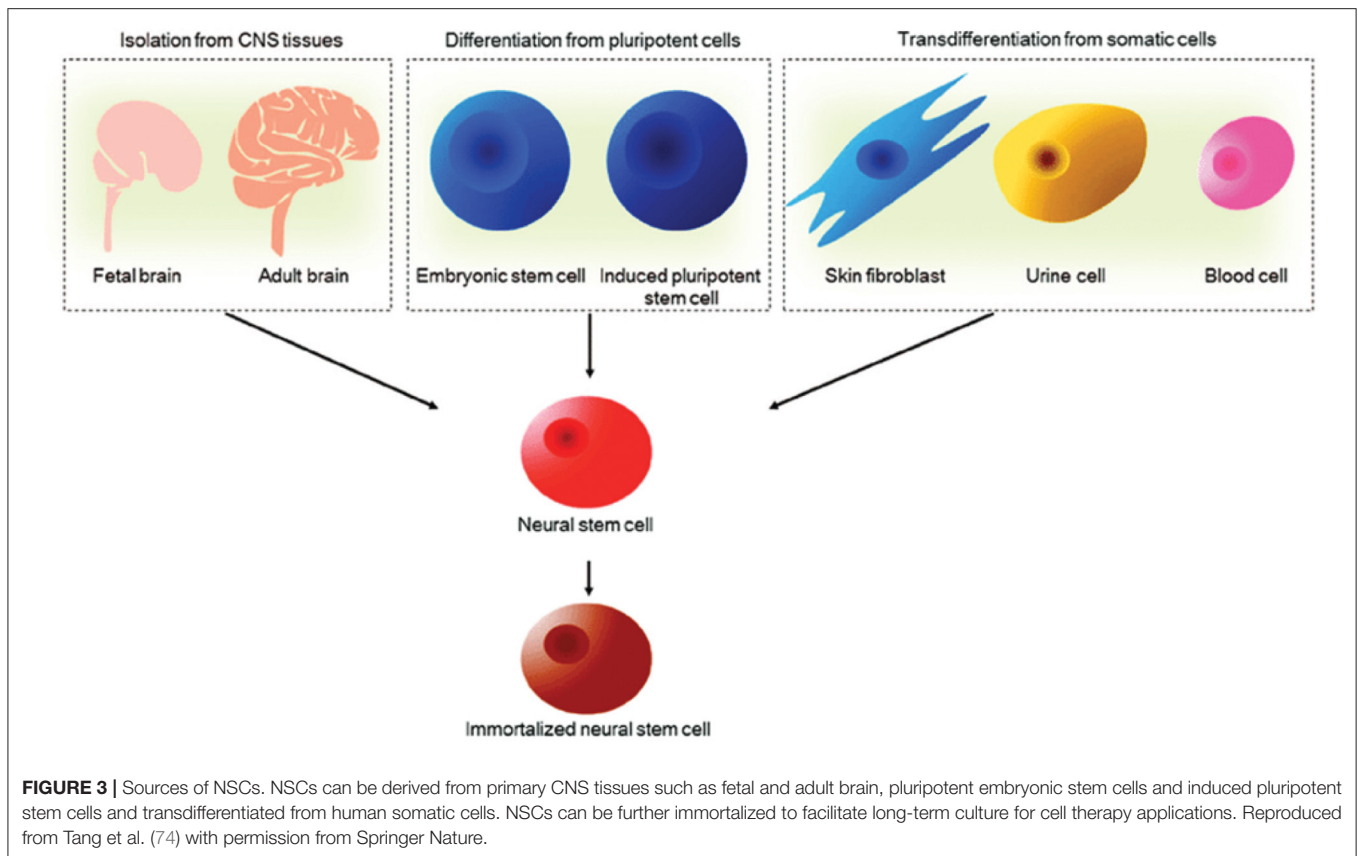 Isolation from CNS tissues
Differentiation from pluripotent cells
Transdifferentiation from somatic cells
Fetal brain
Adult brain
Embryonic stem cell
Induced pluripotent
stem cell
Skin fibroblast
Urine cell
Blood cell
Neural stem cell
Immortalized neural stem cell
FIGURE 3 | Sources of NSCs. NSCs can be derived from primary CNS tissues such as fetal and adult brain, pluripotent embryonic stem cells and induced pluripotent
stem cells and transdifferentiated from human somatic cells. NSCs can be further immortalized to facilitate long-term culture for cell therapy applications. Reproduced
from Tang et al. (74) with permission from Springer Nature.